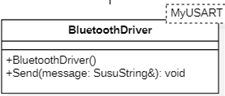 MyUSART
BluetoothDriver
+BluetoothDriver()
+Send(message: SusuString&): void